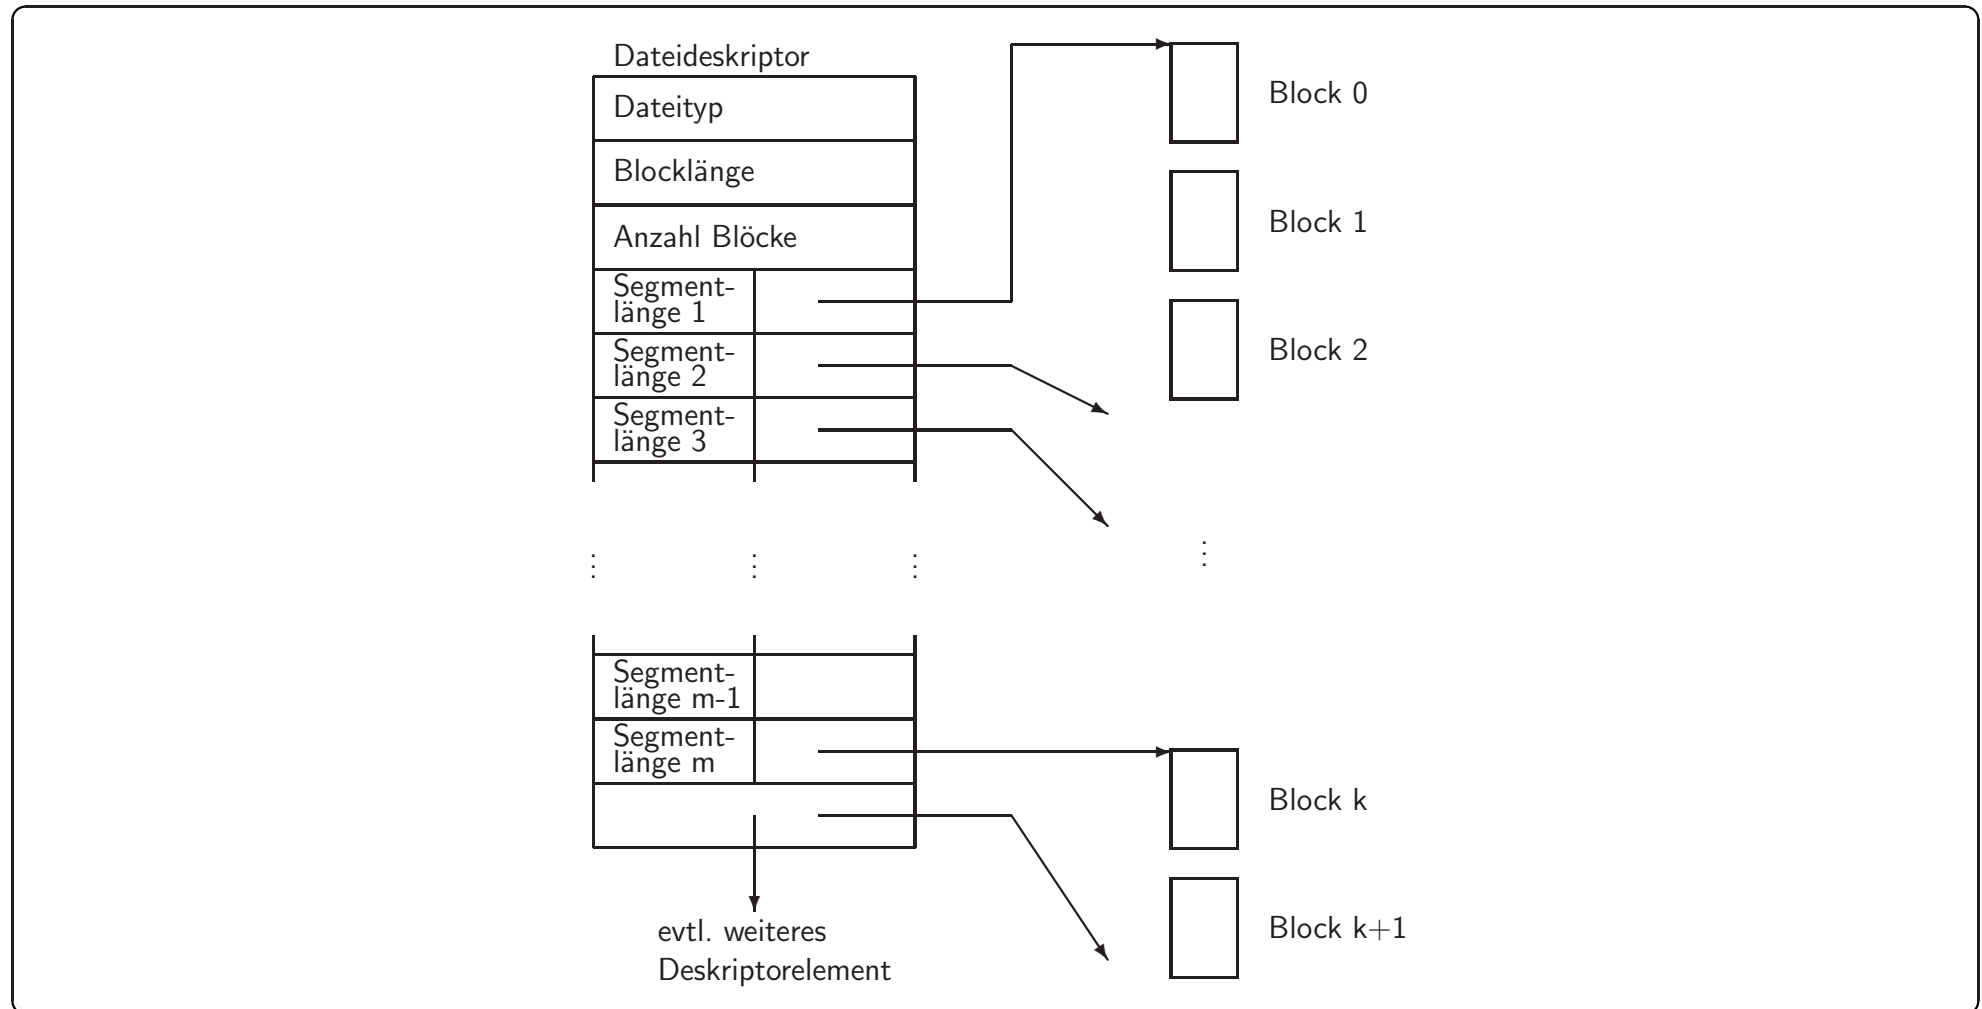 Dateideskriptor
Dateityp
Blocklänge
Anzahl Blöcke
Segment-
länge 1
Segment-
länge 2
Segment-
länge 3
⋮ ⋮ ⋮
Segment-
länge m-1
Segment-
länge m
evtl. weiteres
Deskriptorelement
Block 0
Block 1
Block 2
⋮
Block k
Block k+1